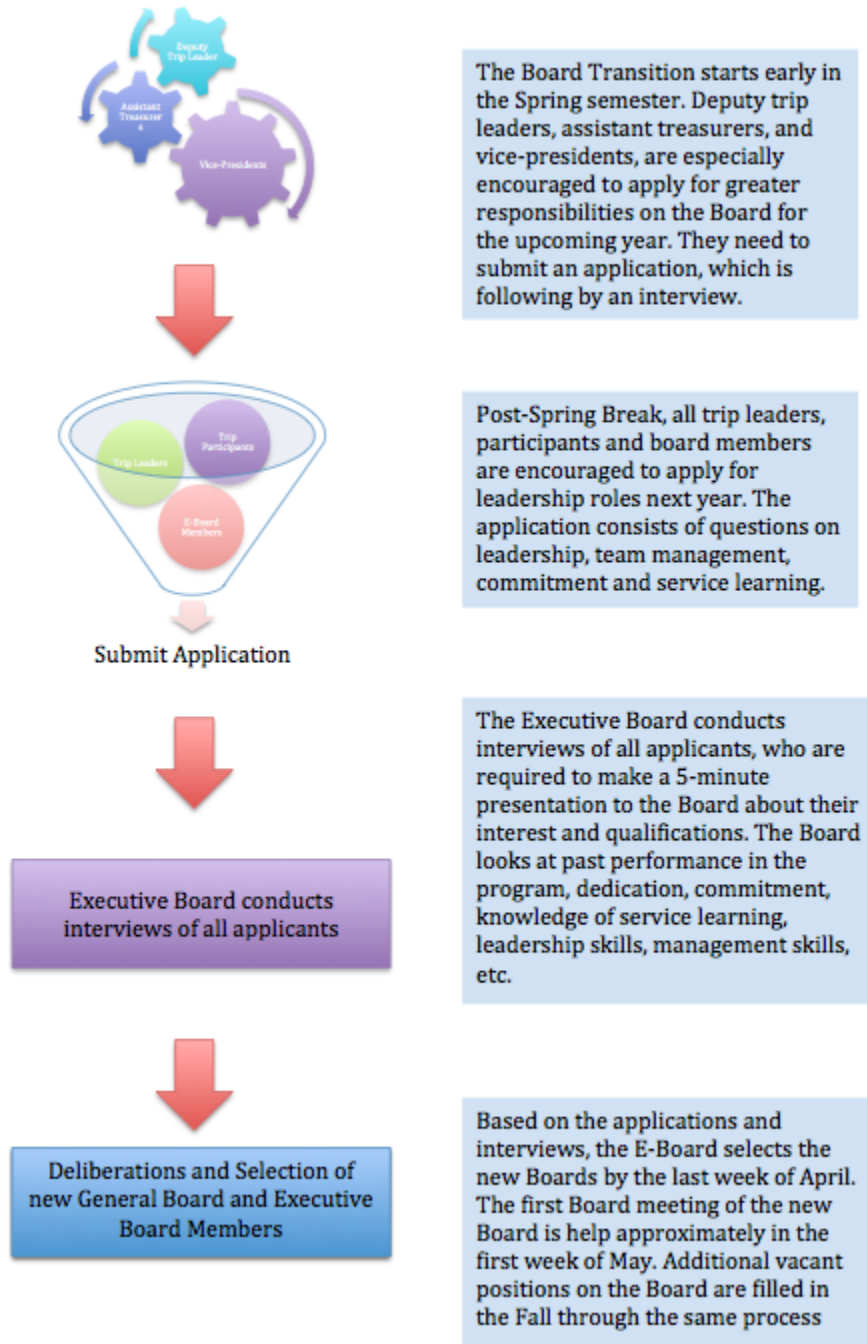 Deputy
Trip Leader
Assistant
Treasurer
s
Vice-Presidents
The Board Transition starts early in
the Spring semester. Deputy trip
leaders, assistant treasurers, and
vice-presidents, are especially
encouraged to apply for greater
responsibilities on the Board for
the upcoming year. They need to
submit an application, which is
following by an interview.
Trip
Participants
Trip Leaders
E-Board
Members
Submit Application
Post-Spring Break, all trip leaders,
participants and board members
are encouraged to apply for
leadership roles next year. The
application consists of questions on
leadership, team management,
commitment and service learning.
Executive Board conducts
interviews of all applicants
The Executive Board conducts
interviews of all applicants, who are
required to make a 5-minute
presentation to the Board about their
interest and qualifications. The Board
looks at past performance in the
program, dedication, commitment,
knowledge of service learning,
leadership skills, management skills,
etc.
Deliberations and Selection of
new General Board and Executive
Board Members
Based on the applications and
interviews, the E-Board selects the
new Boards by the last week of April.
The first Board meeting of the new
Board is help approximately in the
first week of May. Additional vacant
positions on the Board are filled in
the Fall through the same process